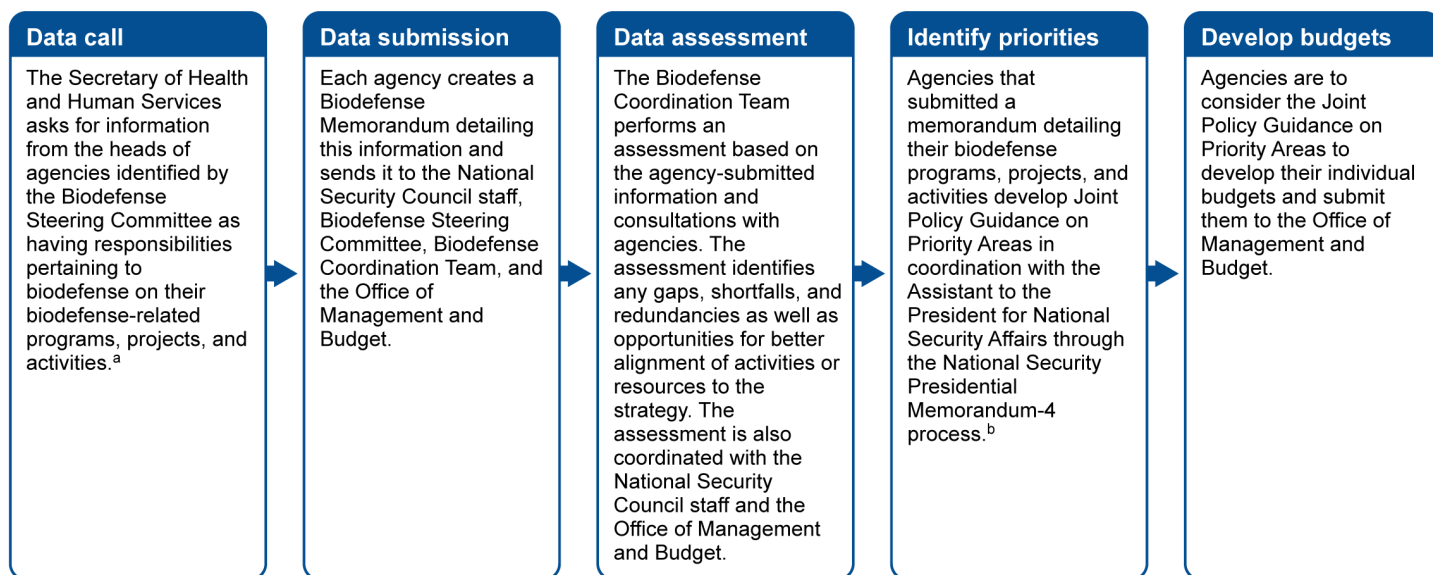 Data call
The Secretary of Health
and Human Services
asks for information
from the heads of
agencies identified by
the Biodefense
Steering Committee as
having responsibilities
pertaining to
biodefense on their
biodefense-related
programs, projects, and
activities.a
Data submission
Each agency creates a
Biodefense
Memorandum detailing
this information and
sends it to the National
Security Council staff,
Biodefense Steering
Committee, Biodefense
Coordination Team, and
the Office of
Management and
Budget.
Data assessment
The Biodefense
Coordination Team
performs an
assessment based on
the agency-submitted
information and
consultations with
agencies. The
assessment identifies
any gaps, shortfalls, and
redundancies as well as
opportunities for better
alignment of activities or
resources to the
strategy. The
assessment is also
coordinated with the
National Security
Council staff and the
Office of Management
and Budget.
Identify priorities
Agencies that
submitted a
memorandum detailing
their biodefense
programs, projects, and
activities develop Joint
Policy Guidance on
Priority Areas in
coordination with the
Assistant to the
President for National
Security Affairs through
the National Security
Presidential
Memorandum-4
process.b
Develop budgets
Agencies are to
consider the Joint
Policy Guidance on
Priority Areas to
develop their individual
budgets and submit
them to the Office of
Management and
Budget.